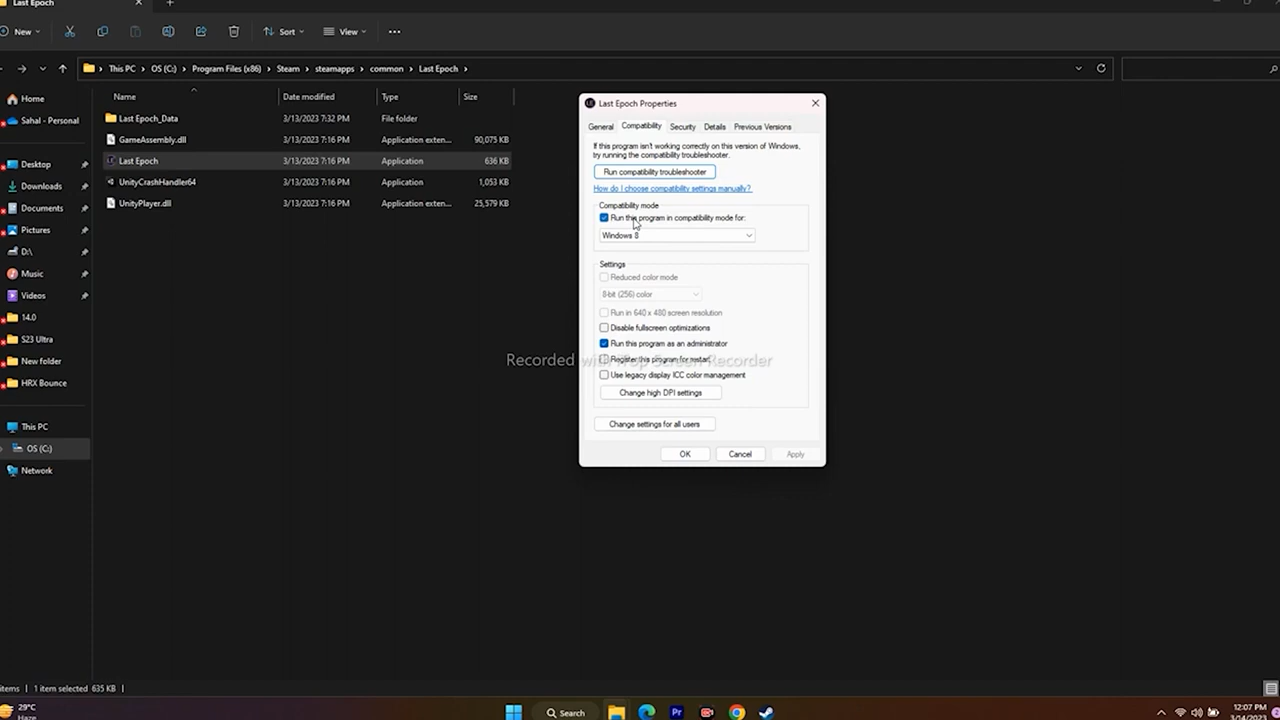 Last Epoch
New
Sort
View
This PC
OS (C:)
Program Files (x86)
Steam
steamapps
common
Last Epoch
Name
Date modified
Type
Size
Last Epoch_Data
3/13/2023 7:32 PM
File folder
GameAssembly.dll
3/13/2023 7:16 PM
Application exten...
90,075 KB
Last Epoch
3/13/2023 7:16 PM
Application
636 KB
UnityCrashHandler64
3/13/2023 7:16 PM
Application
1,053 KB
UnityPlayer.dll
3/13/2023 7:16 PM
Application exten...
25,579 KB
Home
Sahal - Personal
Desktop
Downloads
Documents
Pictures
D:\
Music
Videos
14.0
123 Ultra
New folder
Band Bounce
This PC
OS (C:)
Network
Last Epoch Properties
General
Compatibility
Security
Details
Previous Versions
If this program isn't working correctly on this version of Windows,
try running the compatibility troubleshooter.
Run compatibility troubleshooter
How do I choose compatibility settings manually?
Compatibility mode
Run this program in compatibility mode for:
Windows 8
Settings
Reduced color mode
8-bit (256) color
Run in 640 x 480 screen resolution
Disable fullscreen optimizations
Run this program as an administrator
Register this program for restart
Use legacy display ICC color management
Change high DPI settings
Change settings for all users
OK
Cancel
Apply
Recorded with iTop Screen Recorder
items
1 item selected 635 KB
29°C
Haze
Search
Pr
12:07 PM